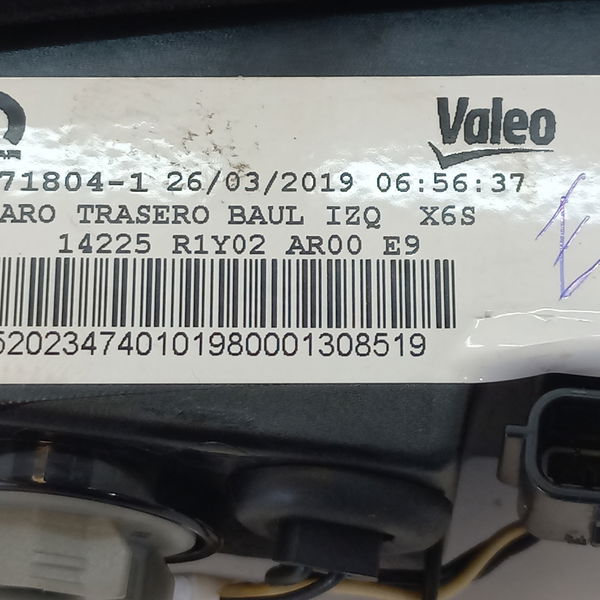 Valeo
71804-1 26/03/2019 06:56:37
ARO TRASERO BAUL IZQ X6S
14225 R1Y02 AR00 E9
520234740101980001308519